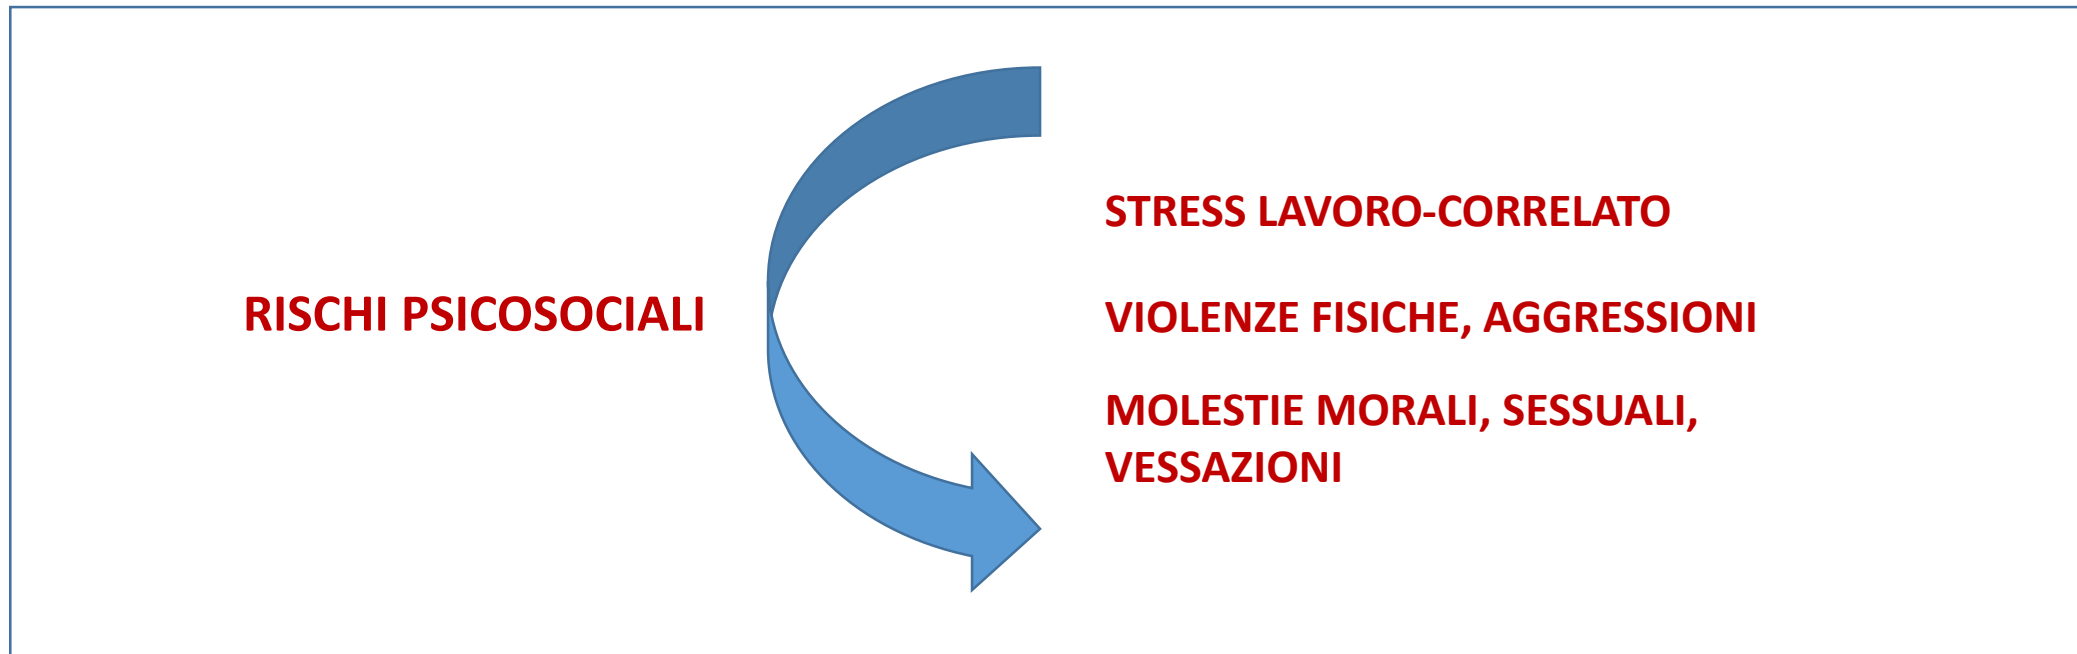 RISCHI PSICOSOCIALI
STRESS LAVORO-CORRELATO
VIOLENZE FISICHE, AGGRESSIONI
MOLESTIE MORALI, SESSUALI,
VESSAZIONI